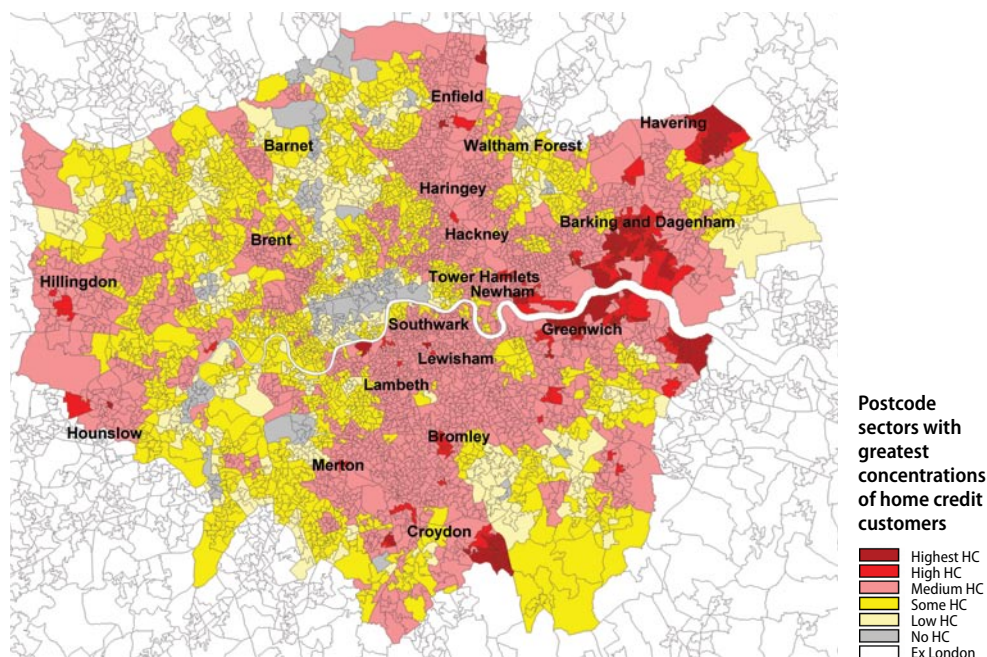 Enfield
Havering
Barnet
Waltham Forest
Haringey
Barking and Dagenham
Brent
Hackney
Hillingdon
Tower Hamlets
Newham
Southwark
Greenwich
Lewisham
Lambeth
Hounslow
Bromley
Merton
Croydon
Postcode
sectors with
greatest
concentrations
of home credit
customers
Highest HC
High HC
Medium HC
Some HC
Low HC
No HC
Ex London